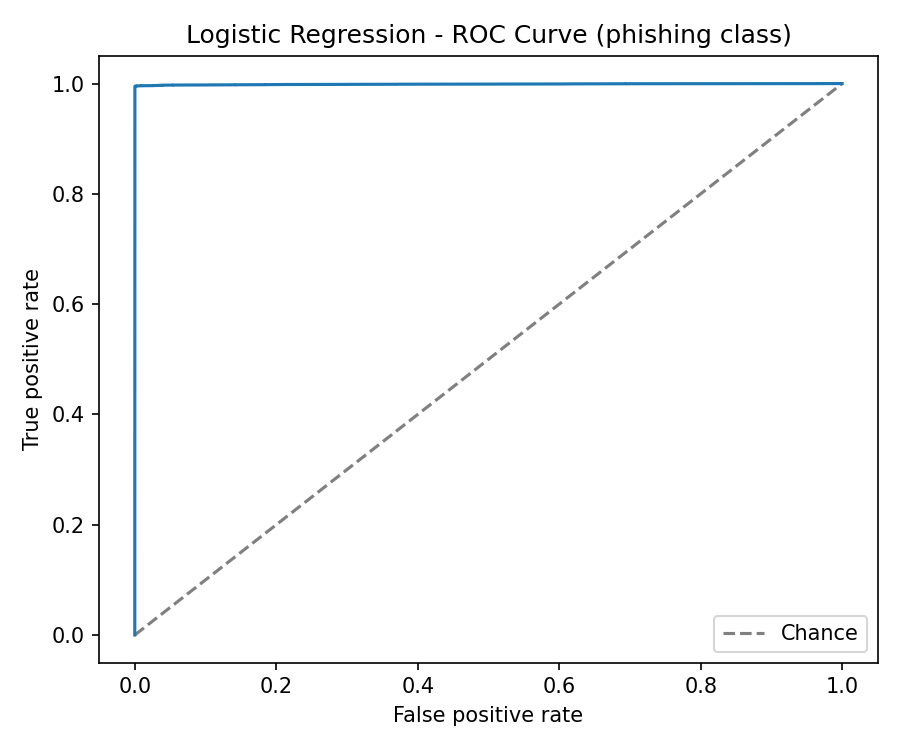 Logistic Regression - ROC Curve (phishing class)
1.0
0.8
0.6
0.4
0.2
0.0
True positive rate
0.0 0.2 0.4 0.6 0.8 1.0
False positive rate
Chance